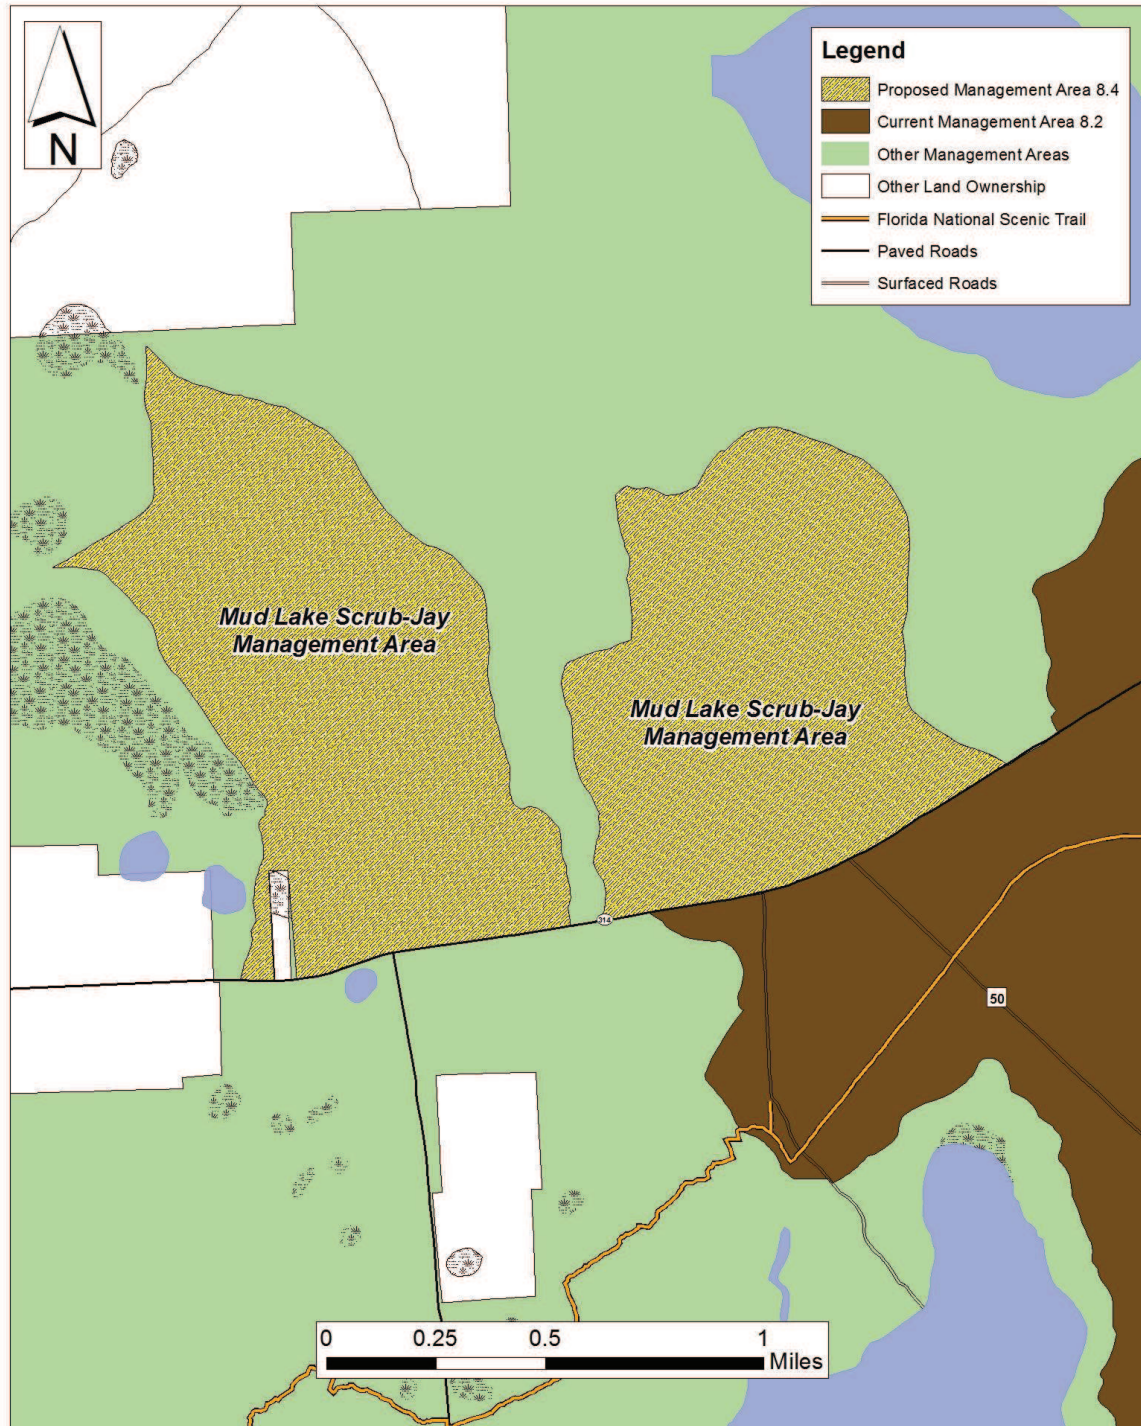 N
Legend
Proposed Management Area 8.4
Current Management Area 8.2
Other Management Areas
Other Land Ownership
Florida National Scenic Trail
Paved Roads
Surfaced Roads
Mud Lake Scrub-Jay
Management Area
Mud Lake Scrub-Jay
Management Area
314
50
0 0.25 0.5 1
Miles